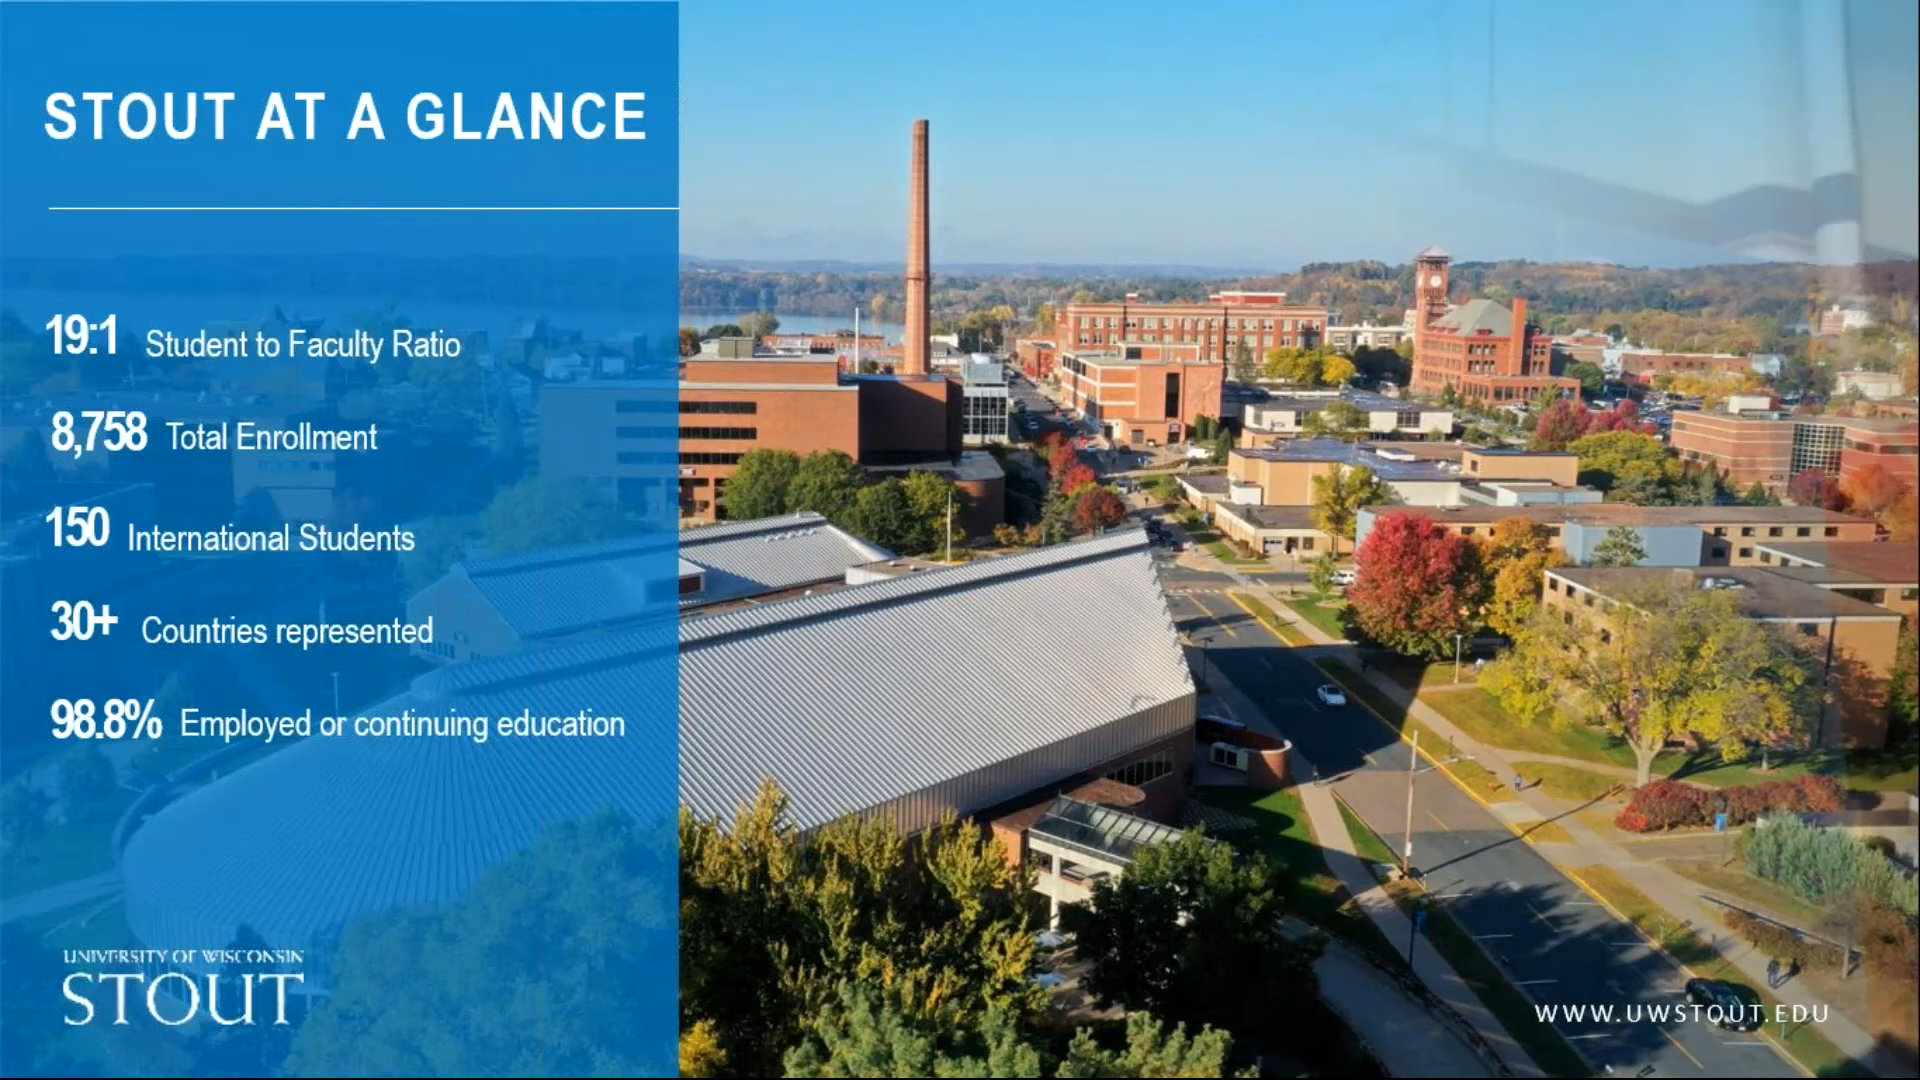 STOUT AT A GLANCE
19:1 Student to Faculty Ratio
8,758 Total Enrollment
150 International Students
30+ Countries represented
98.8% Employed or continuing education
UNIVERSITY OF WISCONSIN
STOUT
WWW.UWSTOUT.EDU